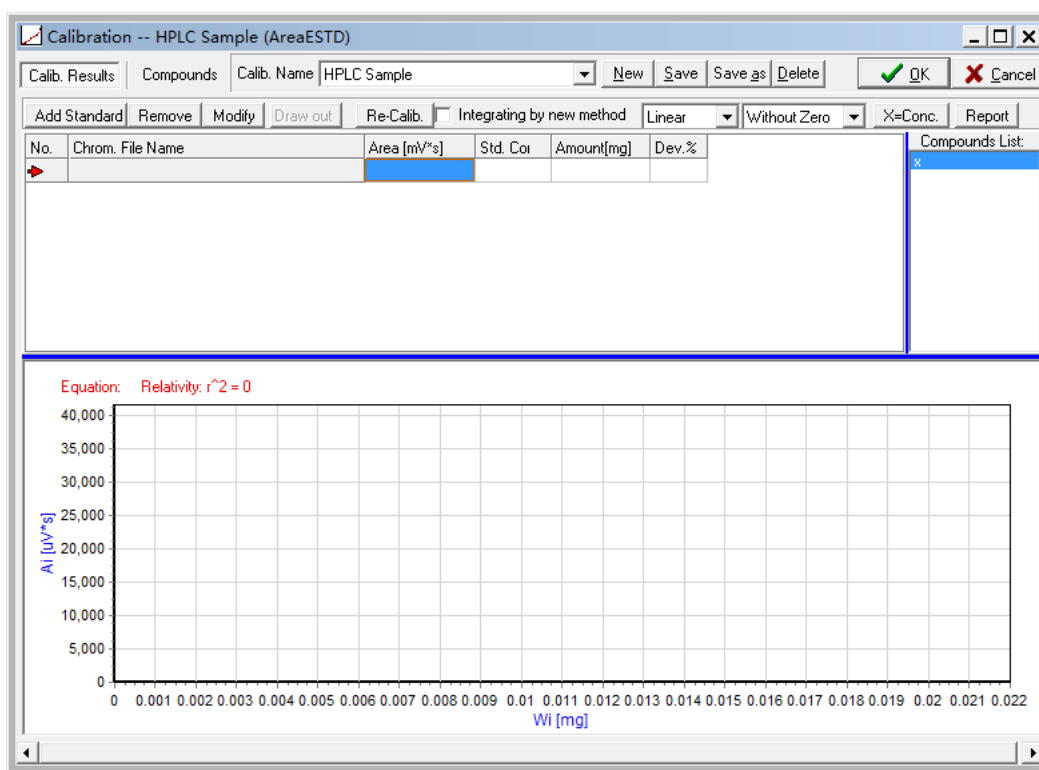 Calibration -- HPLC Sample (AreaESTD)
Calib. Results Compounds Calib. Name HPLC Sample New Save Save as Delete OK Cancel
Add Standard Remove Modify Draw out Re-Calib. Integrating by new method Linear Without Zero X=Conc. Report
No. Chrom. File Name Area [mV*s] Std. Coi Amount[mg] Dev.% Compounds List:
x
Equation: Relativity: r^2 = 0
40,000
35,000
30,000
25,000
20,000
15,000
10,000
5,000
0
Ai [uV*s]
0 0.001 0.002 0.003 0.004 0.005 0.006 0.007 0.008 0.009 0.01 0.011 0.012 0.013 0.014 0.015 0.016 0.017 0.018 0.019 0.02 0.021 0.022
Wi [mg]